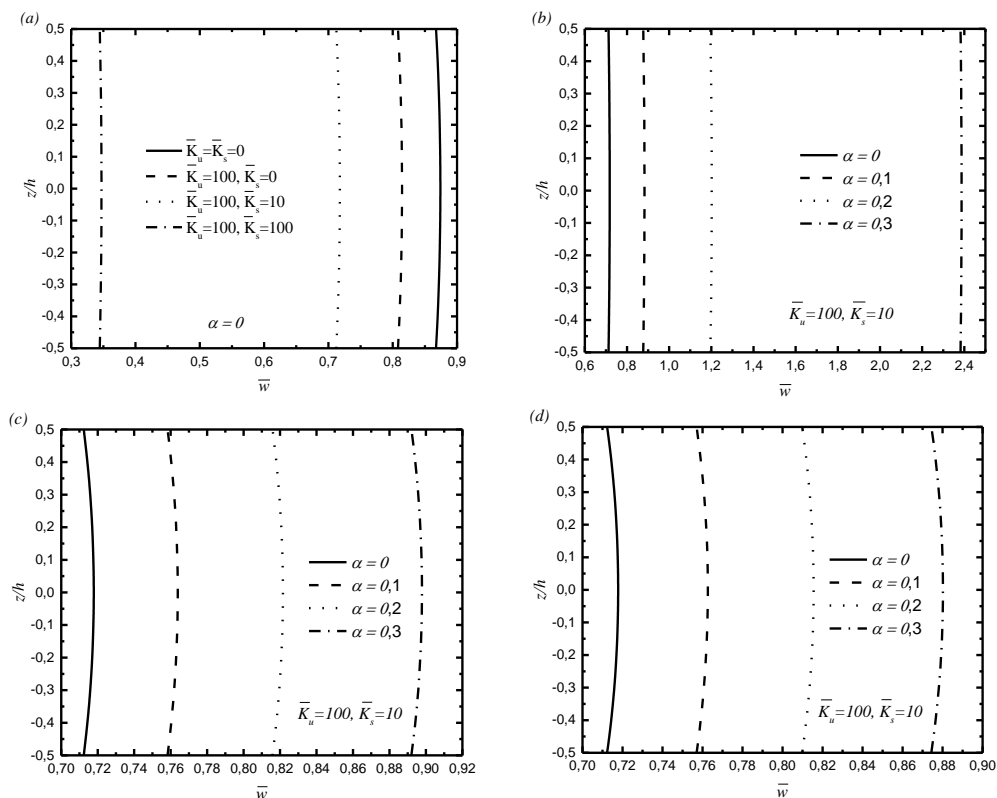 (a)
0,5
0,4
0,3
0,2
0,1
0,0
-0,1
-0,2
-0,3
-0,4
-0,5
z/h
K̅u=K̅s=0
K̅u=100, K̅s=0
K̅u=100, K̅s=10
K̅u=100, K̅s=100
α = 0
0,3 0,4 0,5 0,6 0,7 0,8 0,9
w̅
(b)
0,5
0,4
0,3
0,2
0,1
0,0
-0,1
-0,2
-0,3
-0,4
-0,5
z/h
α = 0
α = 0,1
α = 0,2
α = 0,3
K̅u=100, K̅s=10
0,6 0,8 1,0 1,2 1,4 1,6 1,8 2,0 2,2 2,4
w̅
(c)
0,5
0,4
0,3
0,2
0,1
0,0
-0,1
-0,2
-0,3
-0,4
-0,5
z/h
α = 0
α = 0,1
α = 0,2
α = 0,3
K̅u=100, K̅s=10
0,70 0,72 0,74 0,76 0,78 0,80 0,82 0,84 0,86 0,88 0,90 0,92
w̅
(d)
0,5
0,4
0,3
0,2
0,1
0,0
-0,1
-0,2
-0,3
-0,4
-0,5
z/h
α = 0
α = 0,1
α = 0,2
α = 0,3
K̅u=100, K̅s=10
0,70 0,72 0,74 0,76 0,78 0,80 0,82 0,84 0,86 0,88 0,90
w̅